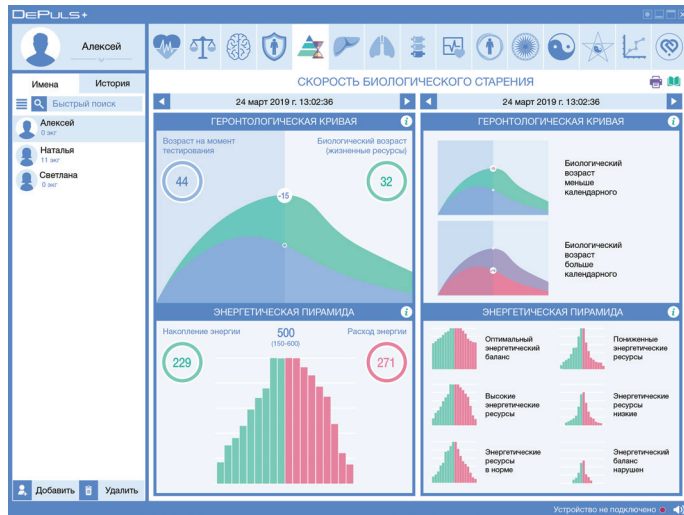 DEPULS+
Алексей
Имена
История
Быстрый поиск
Алексей
0 экг
Наталья
11 экг
Светлана
0 экг
Добавить
Удалить
СКОРОСТЬ БИОЛОГИЧЕСКОГО СТАРЕНИЯ
24 март 2019 г. 13:02:36
ГЕРОНТОЛОГИЧЕСКАЯ КРИВАЯ
Возраст на момент
тестирования
44
Биологический возраст
(жизненные ресурсы)
32
-15
ЭНЕРГЕТИЧЕСКАЯ ПИРАМИДА
Накопление энергии
229
500
(150-600)
Расход энергии
271
24 март 2019 г. 13:02:36
ГЕРОНТОЛОГИЧЕСКАЯ КРИВАЯ
Биологический
возраст
меньше
календарного
Биологический
возраст
больше
календарного
ЭНЕРГЕТИЧЕСКАЯ ПИРАМИДА
Оптимальный
энергетический
баланс
Пониженные
энергетические
ресурсы
Высокие
энергетические
ресурсы
Энергетические
ресурсы
низкие
Энергетические
ресурсы
в норме
Энергетический
баланс
нарушен
Устройство не подключено